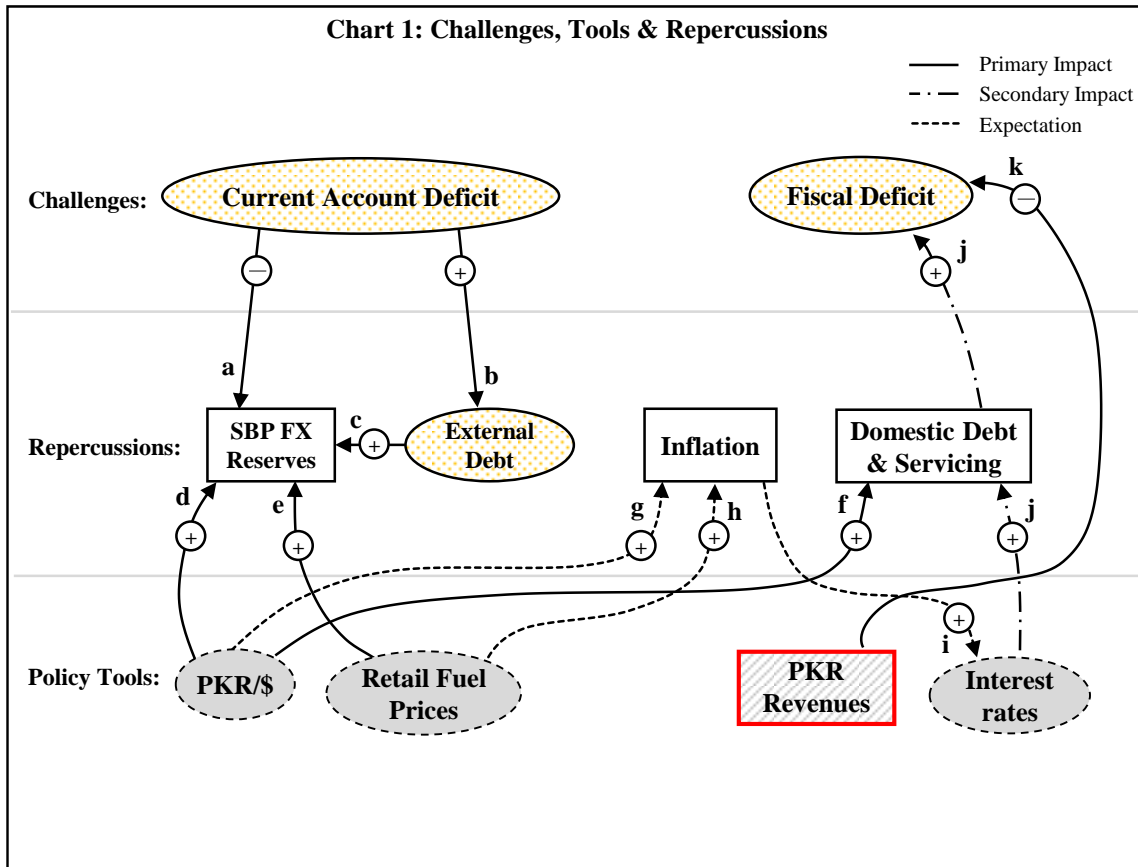 Chart 1: Challenges, Tools & Repercussions
Primary Impact
Secondary Impact
Expectation
k
Challenges:
Current Account Deficit
Fiscal Deficit
—
—
+
+
j
a
b
c
Repercussions:
SBP FX
Reserves
+
External
Debt
Inflation
Domestic Debt
& Servicing
d
e
g
h
f
j
+
+
+
+
+
+
+
i
Policy Tools:
PKR/$
Retail Fuel
Prices
PKR
Revenues
Interest
rates